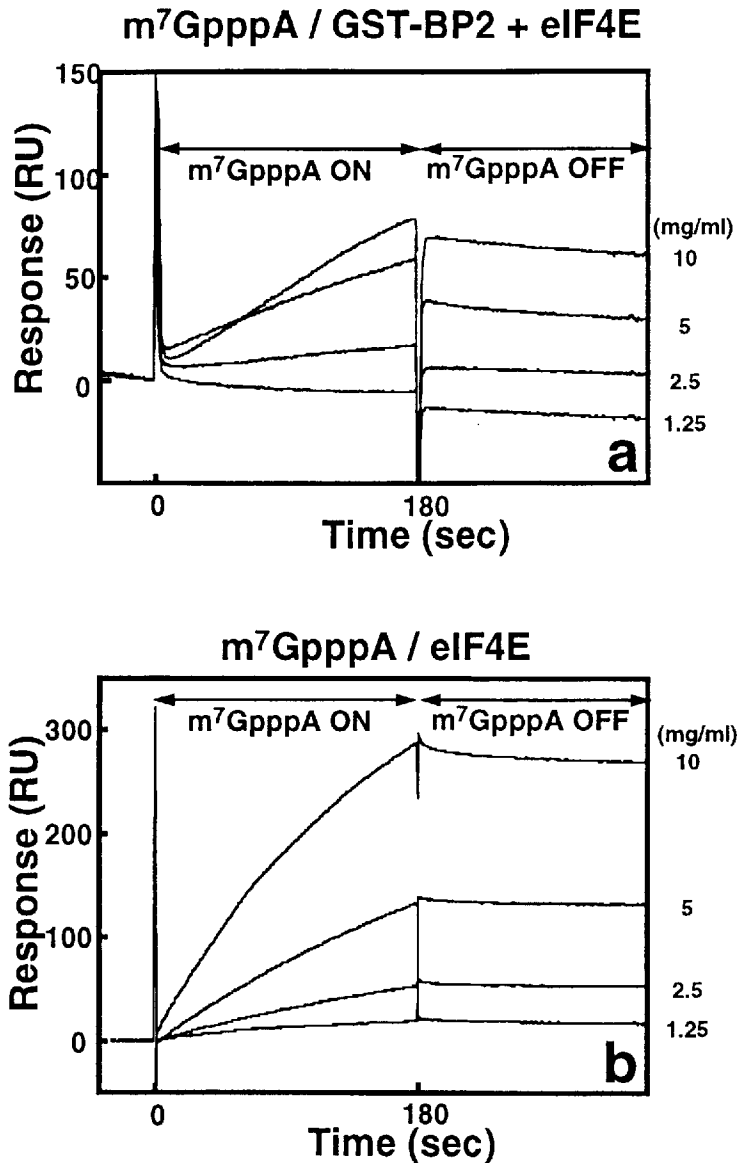 m⁷GpppA / GST-BP2 + eIF4E
150
100
50
0
Response (RU)
m⁷GpppA ON
m⁷GpppA OFF
(mg/ml)
10
5
2.5
1.25
a
0
180
Time (sec)
m⁷GpppA / eIF4E
300
200
100
0
Response (RU)
m⁷GpppA ON
m⁷GpppA OFF
(mg/ml)
10
5
2.5
1.25
b
0
180
Time (sec)